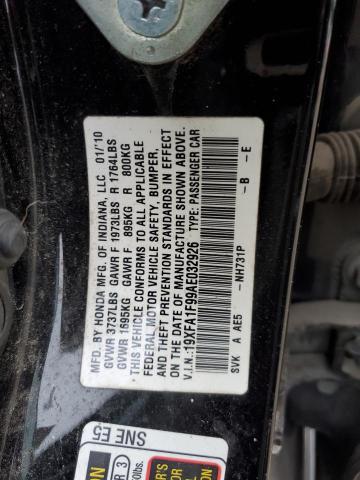 MFD. BY HONDA MFG. OF INDIANA, LLC 01/'10
GVWR 3737LBS GAWR F 1973LBS R 1764LBS
GVWR 1695KG GAWR F 895KG R 800KG
THIS VEHICLE CONFORMS TO ALL APPLICABLE
FEDERAL MOTOR VEHICLE SAFETY, BUMPER,
AND THEFT PREVENTION STANDARDS IN EFFECT
ON THE DATE OF MANUFACTURE SHOWN ABOVE.
V.I.N.:19XFA1F99AE032926 TYPE: PASSENGER CAR
-NH731P -B -E
SVK A AE5
SNE E5